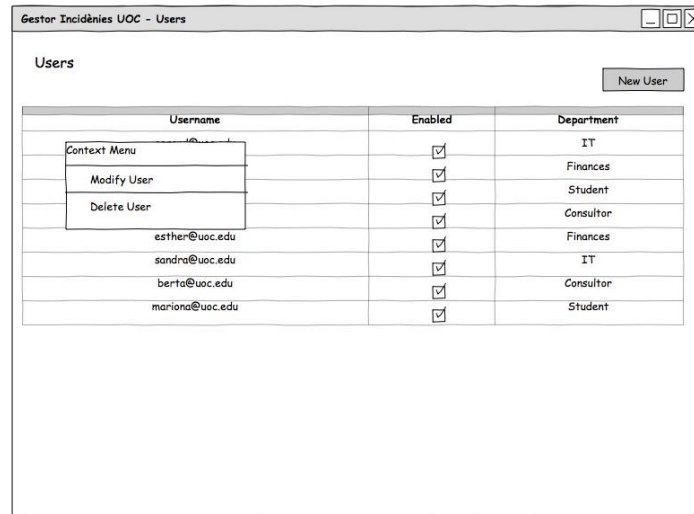 Gestor Incidènies UOC - Users
Users
New User
Username Enabled Department
IT
Context Menu
Finances
Modify User
Student
Delete User
Consultor
esther@uoc.edu Finances
sandra@uoc.edu IT
berta@uoc.edu Consultor
mariona@uoc.edu Student